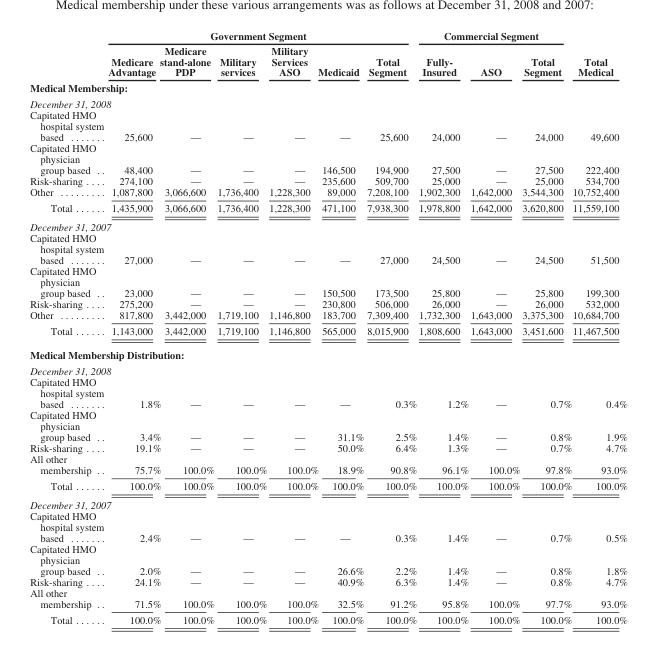 Medical membership under these various arrangements was as follows at December 31, 2008 and 2007:
Government Segment Commercial Segment
Medicare Military
Medicare stand-alone Military Services Total Fully- Total Total
Advantage PDP services ASO Medicaid Segment Insured ASO Segment Medical
Medical Membership:
December 31, 2008
Capitated HMO
hospital system
based ....... 25,600 — — — — 25,600 24,000 — 24,000 49,600
Capitated HMO
physician
group based .. 48,400 — — — 146,500 194,900 27,500 — 27,500 222,400
Risk-sharing .... 274,100 — — — 235,600 509,700 25,000 — 25,000 534,700
Other ......... 1,087,800 3,066,600 1,736,400 1,228,300 89,000 7,208,100 1,902,300 1,642,000 3,544,300 10,752,400
Total ...... 1,435,900 3,066,600 1,736,400 1,228,300 471,100 7,938,300 1,978,800 1,642,000 3,620,800 11,559,100
December 31, 2007
Capitated HMO
hospital system
based ....... 27,000 — — — — 27,000 24,500 — 24,500 51,500
Capitated HMO
physician
group based .. 23,000 — — — 150,500 173,500 25,800 — 25,800 199,300
Risk-sharing .... 275,200 — — — 230,800 506,000 26,000 — 26,000 532,000
Other ......... 817,800 3,442,000 1,719,100 1,146,800 183,700 7,309,400 1,732,300 1,643,000 3,375,300 10,684,700
Total ...... 1,143,000 3,442,000 1,719,100 1,146,800 565,000 8,015,900 1,808,600 1,643,000 3,451,600 11,467,500
Medical Membership Distribution:
December 31, 2008
Capitated HMO
hospital system
based ....... 1.8% — — — — 0.3% 1.2% — 0.7% 0.4%
Capitated HMO
physician
group based .. 3.4% — — — 31.1% 2.5% 1.4% — 0.8% 1.9%
Risk-sharing .... 19.1% — — — 50.0% 6.4% 1.3% — 0.7% 4.7%
All other
membership .. 75.7% 100.0% 100.0% 100.0% 18.9% 90.8% 96.1% 100.0% 97.8% 93.0%
Total ...... 100.0% 100.0% 100.0% 100.0% 100.0% 100.0% 100.0% 100.0% 100.0% 100.0%
December 31, 2007
Capitated HMO
hospital system
based ....... 2.4% — — — — 0.3% 1.4% — 0.7% 0.5%
Capitated HMO
physician
group based .. 2.0% — — — 26.6% 2.2% 1.4% — 0.8% 1.8%
Risk-sharing .... 24.1% — — — 40.9% 6.3% 1.4% — 0.8% 4.7%
All other
membership .. 71.5% 100.0% 100.0% 100.0% 32.5% 91.2% 95.8% 100.0% 97.7% 93.0%
Total ...... 100.0% 100.0% 100.0% 100.0% 100.0% 100.0% 100.0% 100.0% 100.0% 100.0%